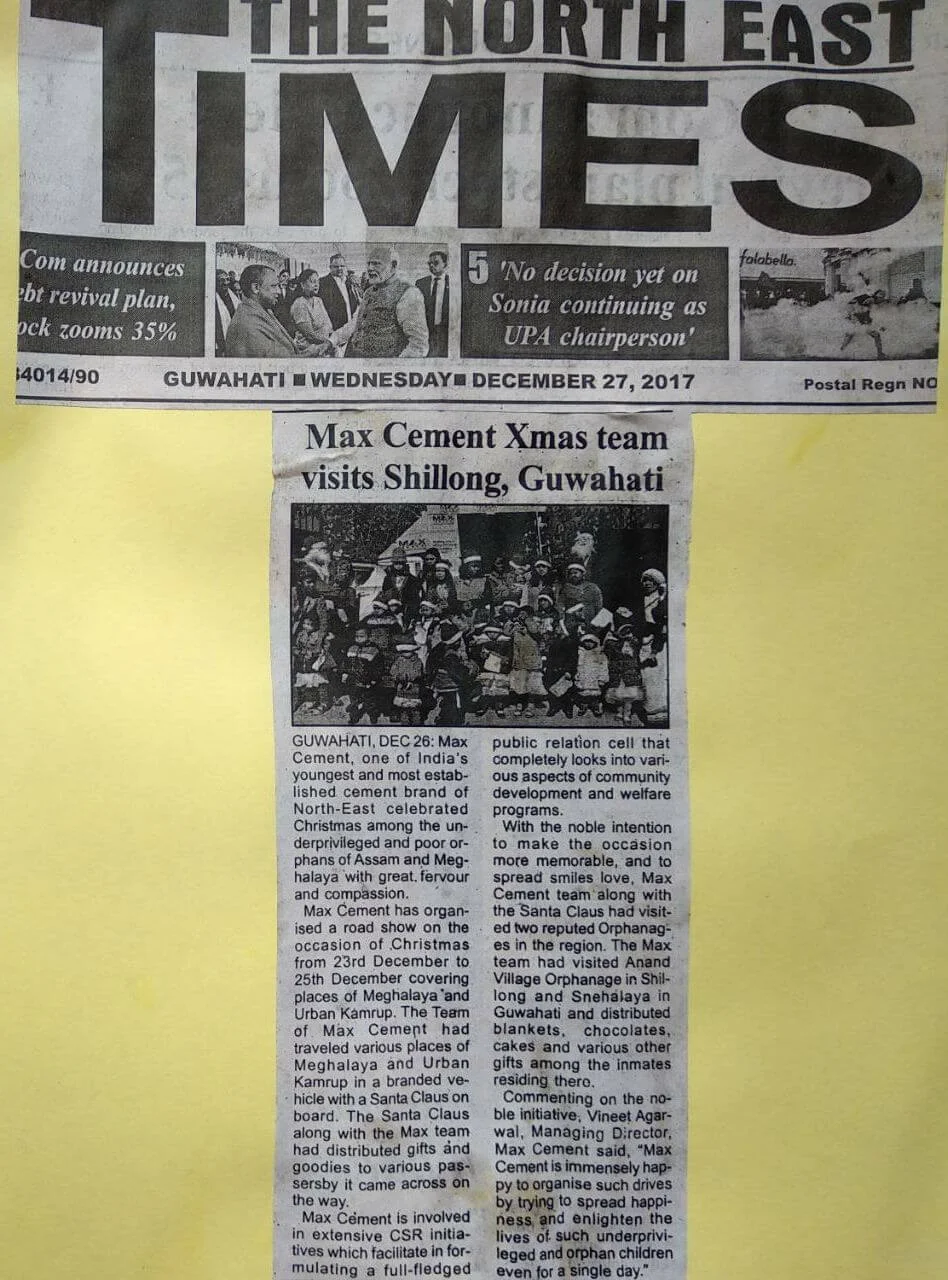 THE NORTH EAST
TIMES
Com announces
ebt revival plan,
ock zooms 35%
5 'No decision yet on
Sonia continuing as
UPA chairperson'
falabella.
34014/90
GUWAHATI ■ WEDNESDAY ■ DECEMBER 27, 2017
Postal Regn NO
Max Cement Xmas team
visits Shillong, Guwahati
MAX
MAX
GUWAHATI, DEC 26: Max
Cement, one of India's
youngest and most estab-
lished cement brand of
North-East celebrated
Christmas among the un-
derprivileged and poor or-
phans of Assam and Meg-
halaya with great fervour
and compassion.
Max Cement has organ-
ised a road show on the
occasion of Christmas
from 23rd December to
25th December covering
places of Meghalaya and
Urban Kamrup. The Team
of Max Cement had
traveled various places of
Meghalaya and Urban
Kamrup in a branded ve-
hicle with a Santa Claus on
board. The Santa Claus
along with the Max team
had distributed gifts and
goodies to various pas-
sersby it came across on
the way.
Max Cement is involved
in extensive CSR initia-
tives which facilitate in for-
mulating a full-fledged
public relation cell that
completely looks into vari-
ous aspects of community
development and welfare
programs.
With the noble intention
to make the occasion
more memorable, and to
spread smiles love, Max
Cement team along with
the Santa Claus had visit-
ed two reputed Orphanag-
es in the region. The Max
team had visited Anand
Village Orphanage in Shil-
long and Snehalaya in
Guwahati and distributed
blankets, chocolates,
cakes and various other
gifts among the inmates
residing there.
Commenting on the no-
ble initiative, Vineet Agar-
wal, Managing Director,
Max Cement said, "Max
Cement is immensely hap-
py to organise such drives
by trying to spread happi-
ness and enlighten the
lives of such underprivi-
leged and orphan children
even for a single day."